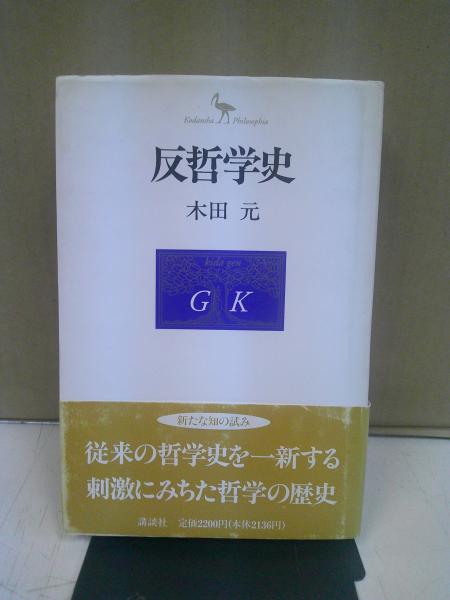 Kodansha Philosophia
反哲学史
木田 元
kida gen
G K
新たな知の試み
従来の哲学史を一新する
刺激にみちた哲学の歴史
講談社 定価2200円(本体2136円)